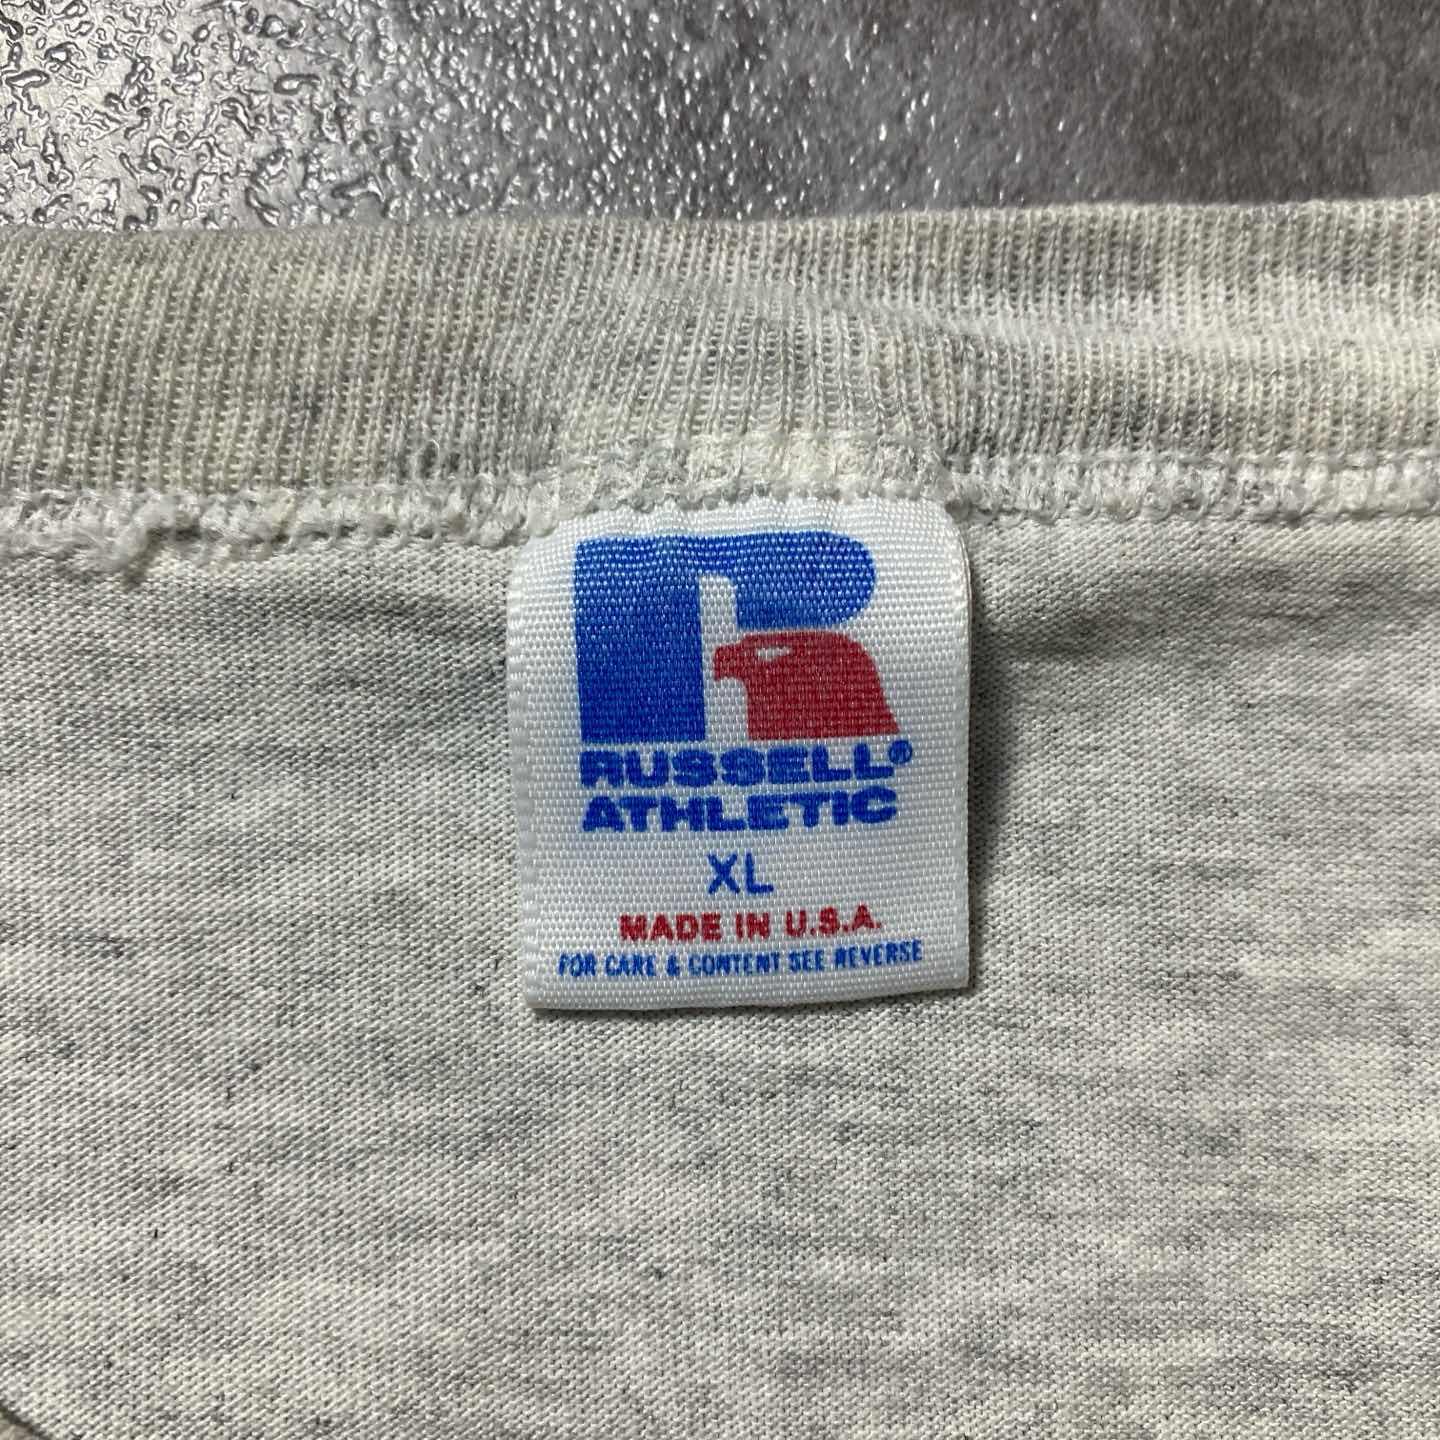 RUSSELL®
ATHLETIC
XL
MADE IN U.S.A.
FOR CARE & CONTENT SEE REVERSE